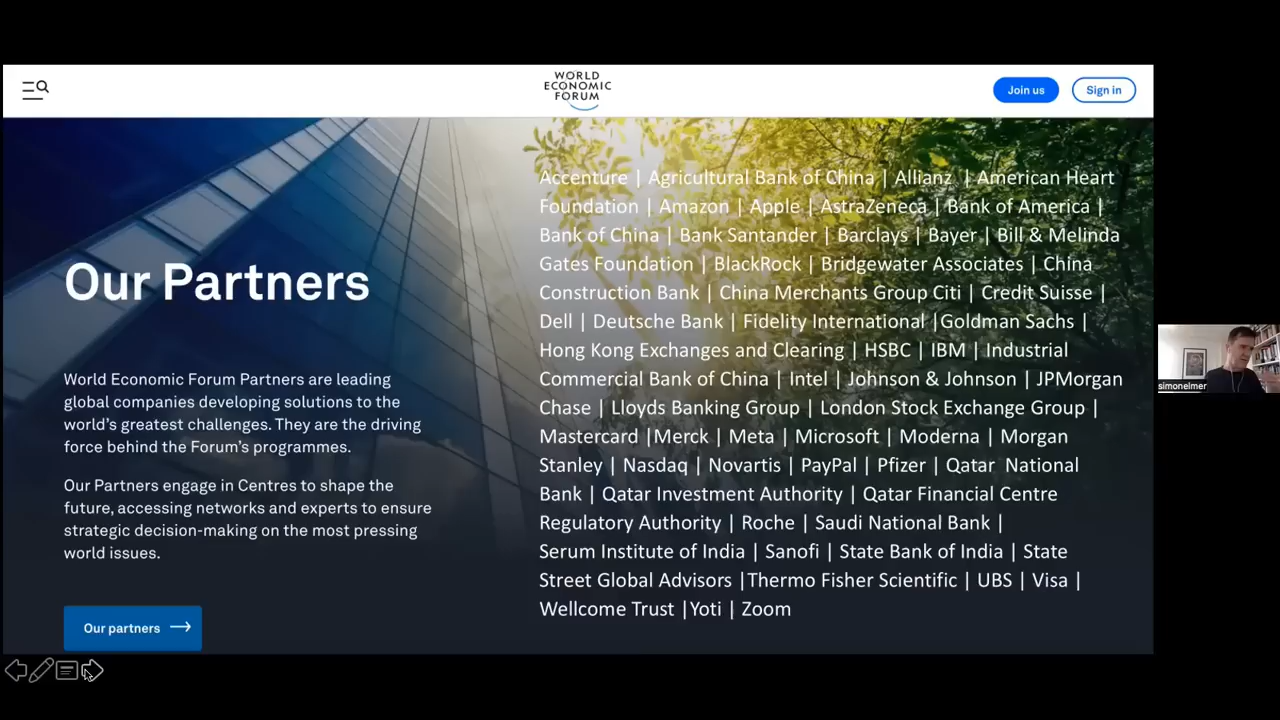 WORLD
ECONOMIC
FORUM
Join us
Sign in
Our Partners
World Economic Forum Partners are leading
global companies developing solutions to the
world's greatest challenges. They are the driving
force behind the Forum's programmes.
Our Partners engage in Centres to shape the
future, accessing networks and experts to ensure
strategic decision-making on the most pressing
world issues.
Our partners
Accenture | Agricultural Bank of China | Allianz | American Heart
Foundation | Amazon | Apple | AstraZeneca | Bank of America |
Bank of China | Bank Santander | Barclays | Bayer | Bill & Melinda
Gates Foundation | BlackRock | Bridgewater Associates | China
Construction Bank | China Merchants Group Citi | Credit Suisse |
Dell | Deutsche Bank | Fidelity International |Goldman Sachs |
Hong Kong Exchanges and Clearing | HSBC | IBM | Industrial
Commercial Bank of China | Intel | Johnson & Johnson | JPMorgan
Chase | Lloyds Banking Group | London Stock Exchange Group |
Mastercard |Merck | Meta | Microsoft | Moderna | Morgan
Stanley | Nasdaq | Novartis | PayPal | Pfizer | Qatar National
Bank | Qatar Investment Authority | Qatar Financial Centre
Regulatory Authority | Roche | Saudi National Bank |
Serum Institute of India | Sanofi | State Bank of India | State
Street Global Advisors |Thermo Fisher Scientific | UBS | Visa |
Wellcome Trust |Yoti | Zoom
simonelmer